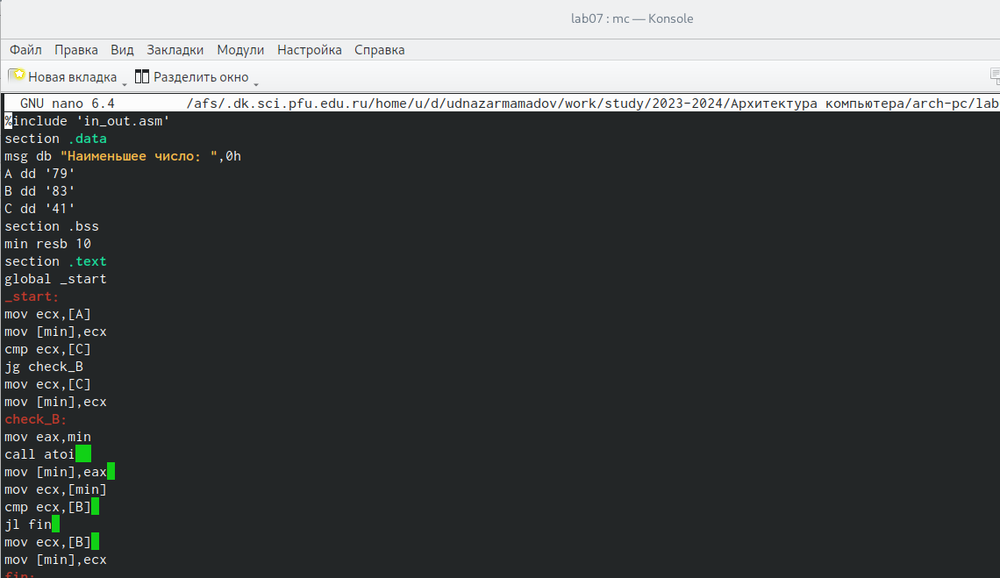 lab07 : mc — Konsole
Файл Правка Вид Закладки Модули Настройка Справка
Новая вкладка Разделить окно
GNU nano 6.4 /afs/.dk.sci.pfu.edu.ru/home/u/d/udnazarmamadov/work/study/2023-2024/Архитектура компьютера/arch-pc/lab
%include 'in_out.asm'
section .data
msg db "Наименьшее число: ",0h
A dd '79'
B dd '83'
C dd '41'
section .bss
min resb 10
section .text
global _start
_start:
mov ecx,[A]
mov [min],ecx
cmp ecx,[C]
jg check_B
mov ecx,[C]
mov [min],ecx
check_B:
mov eax,min
call atoi
mov [min],eax
mov ecx,[min]
cmp ecx,[B]
jl fin
mov ecx,[B]
mov [min],ecx
fin: